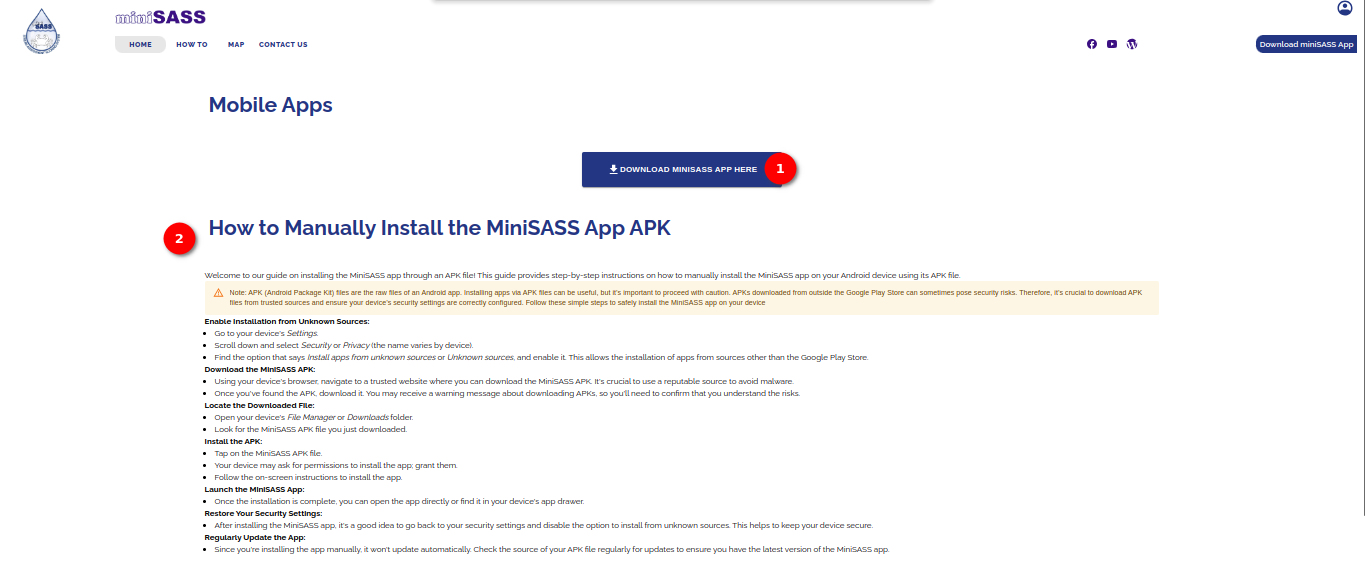 miniSASS
HOME HOW TO MAP CONTACT US
Download miniSASS App
Mobile Apps
DOWNLOAD MINISASS APP HERE
1
2
How to Manually Install the MiniSASS App APK
Welcome to our guide on installing the MiniSASS app through an APK file! This guide provides step-by-step instructions on how to manually install the MiniSASS app on your Android device using its APK file.
Note: APK (Android Package Kit) files are the raw files of an Android app. Installing apps via APK files can be useful, but it's important to proceed with caution. APKs downloaded from outside the Google Play Store can sometimes pose security risks. Therefore, it's crucial to download APK
files from trusted sources and ensure your device's security settings are correctly configured. Follow these simple steps to safely install the MiniSASS app on your device
Enable Installation from Unknown Sources:
Go to your device's Settings.
Scroll down and select Security or Privacy (the name varies by device).
Find the option that says Install apps from unknown sources or Unknown sources, and enable it. This allows the installation of apps from sources other than the Google Play Store.
Download the MiniSASS APK:
Using your device's browser, navigate to a trusted website where you can download the MiniSASS APK. It's crucial to use a reputable source to avoid malware.
Once you've found the APK, download it. You may receive a warning message about downloading APKs, so you'll need to confirm that you understand the risks.
Locate the Downloaded File:
Open your device's File Manager or Downloads folder.
Look for the MiniSASS APK file you just downloaded.
Install the APK:
Tap on the MiniSASS APK file.
Your device may ask for permissions to install the app; grant them.
Follow the on-screen instructions to install the app.
Launch the MiniSASS App:
Once the installation is complete, you can open the app directly or find it in your device's app drawer.
Restore Your Security Settings:
After installing the MiniSASS app, it's a good idea to go back to your security settings and disable the option to install from unknown sources. This helps to keep your device secure.
Regularly Update the App:
Since you're installing the app manually, it won't update automatically. Check the source of your APK file regularly for updates to ensure you have the latest version of the MiniSASS app.